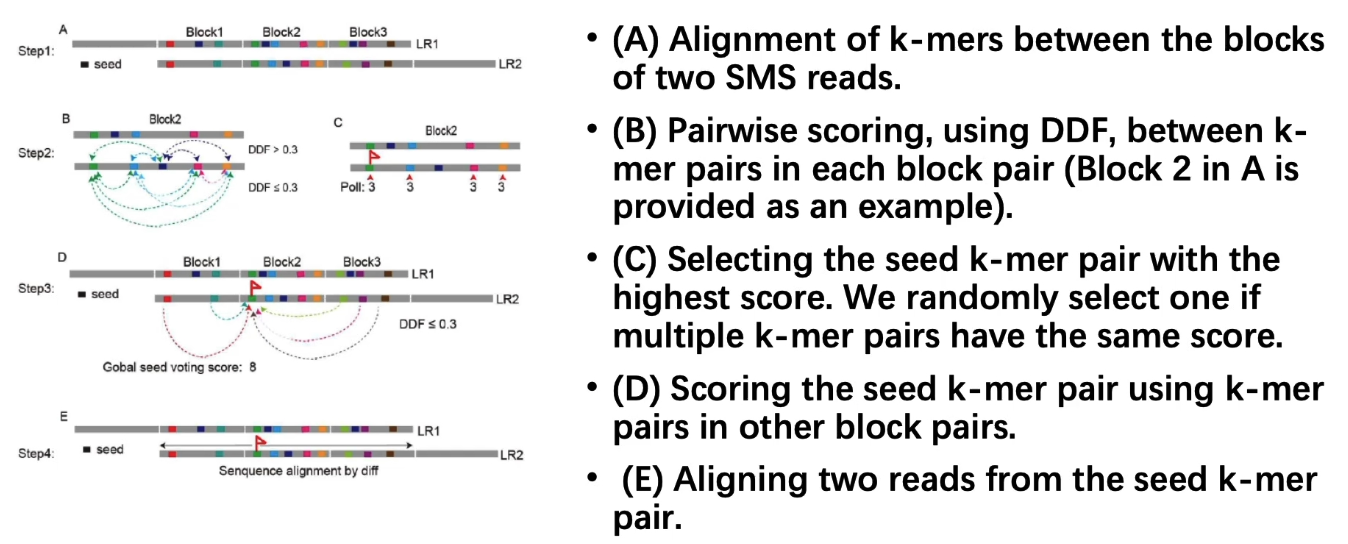 A
Block1 Block2 Block3
Step1:
LR1
seed
LR2
B
Block2
Step2:
DDF > 0.3
DDF ≤ 0.3
C
Block2
Poll: 3 3 3 3
D
Block1 Block2 Block3
LR1
Step3:
seed
LR2
DDF ≤ 0.3
Gobal seed voting score: 8
E
LR1
seed
Step4:
LR2
Senquence alignment by diff
• (A) Alignment of k-mers between the blocks
of two SMS reads.
• (B) Pairwise scoring, using DDF, between k-
mer pairs in each block pair (Block 2 in A is
provided as an example).
• (C) Selecting the seed k-mer pair with the
highest score. We randomly select one if
multiple k-mer pairs have the same score.
• (D) Scoring the seed k-mer pair using k-mer
pairs in other block pairs.
• (E) Aligning two reads from the seed k-mer
pair.